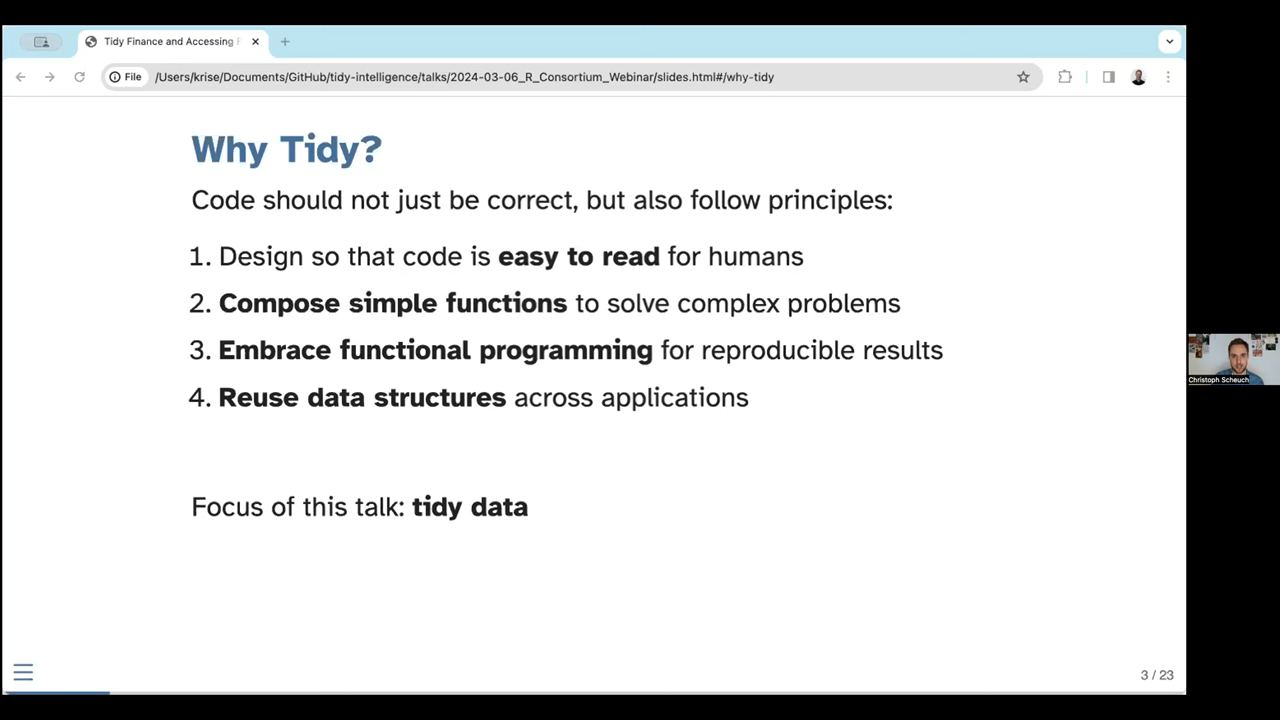 Tidy Finance and Accessing F
File
/Users/krise/Documents/GitHub/tidy-intelligence/talks/2024-03-06_R_Consortium_Webinar/slides.html#/why-tidy
Why Tidy?
Code should not just be correct, but also follow principles:
1. Design so that code is easy to read for humans
2. Compose simple functions to solve complex problems
3. Embrace functional programming for reproducible results
4. Reuse data structures across applications
Christoph Scheuch
Focus of this talk: tidy data
3 / 23